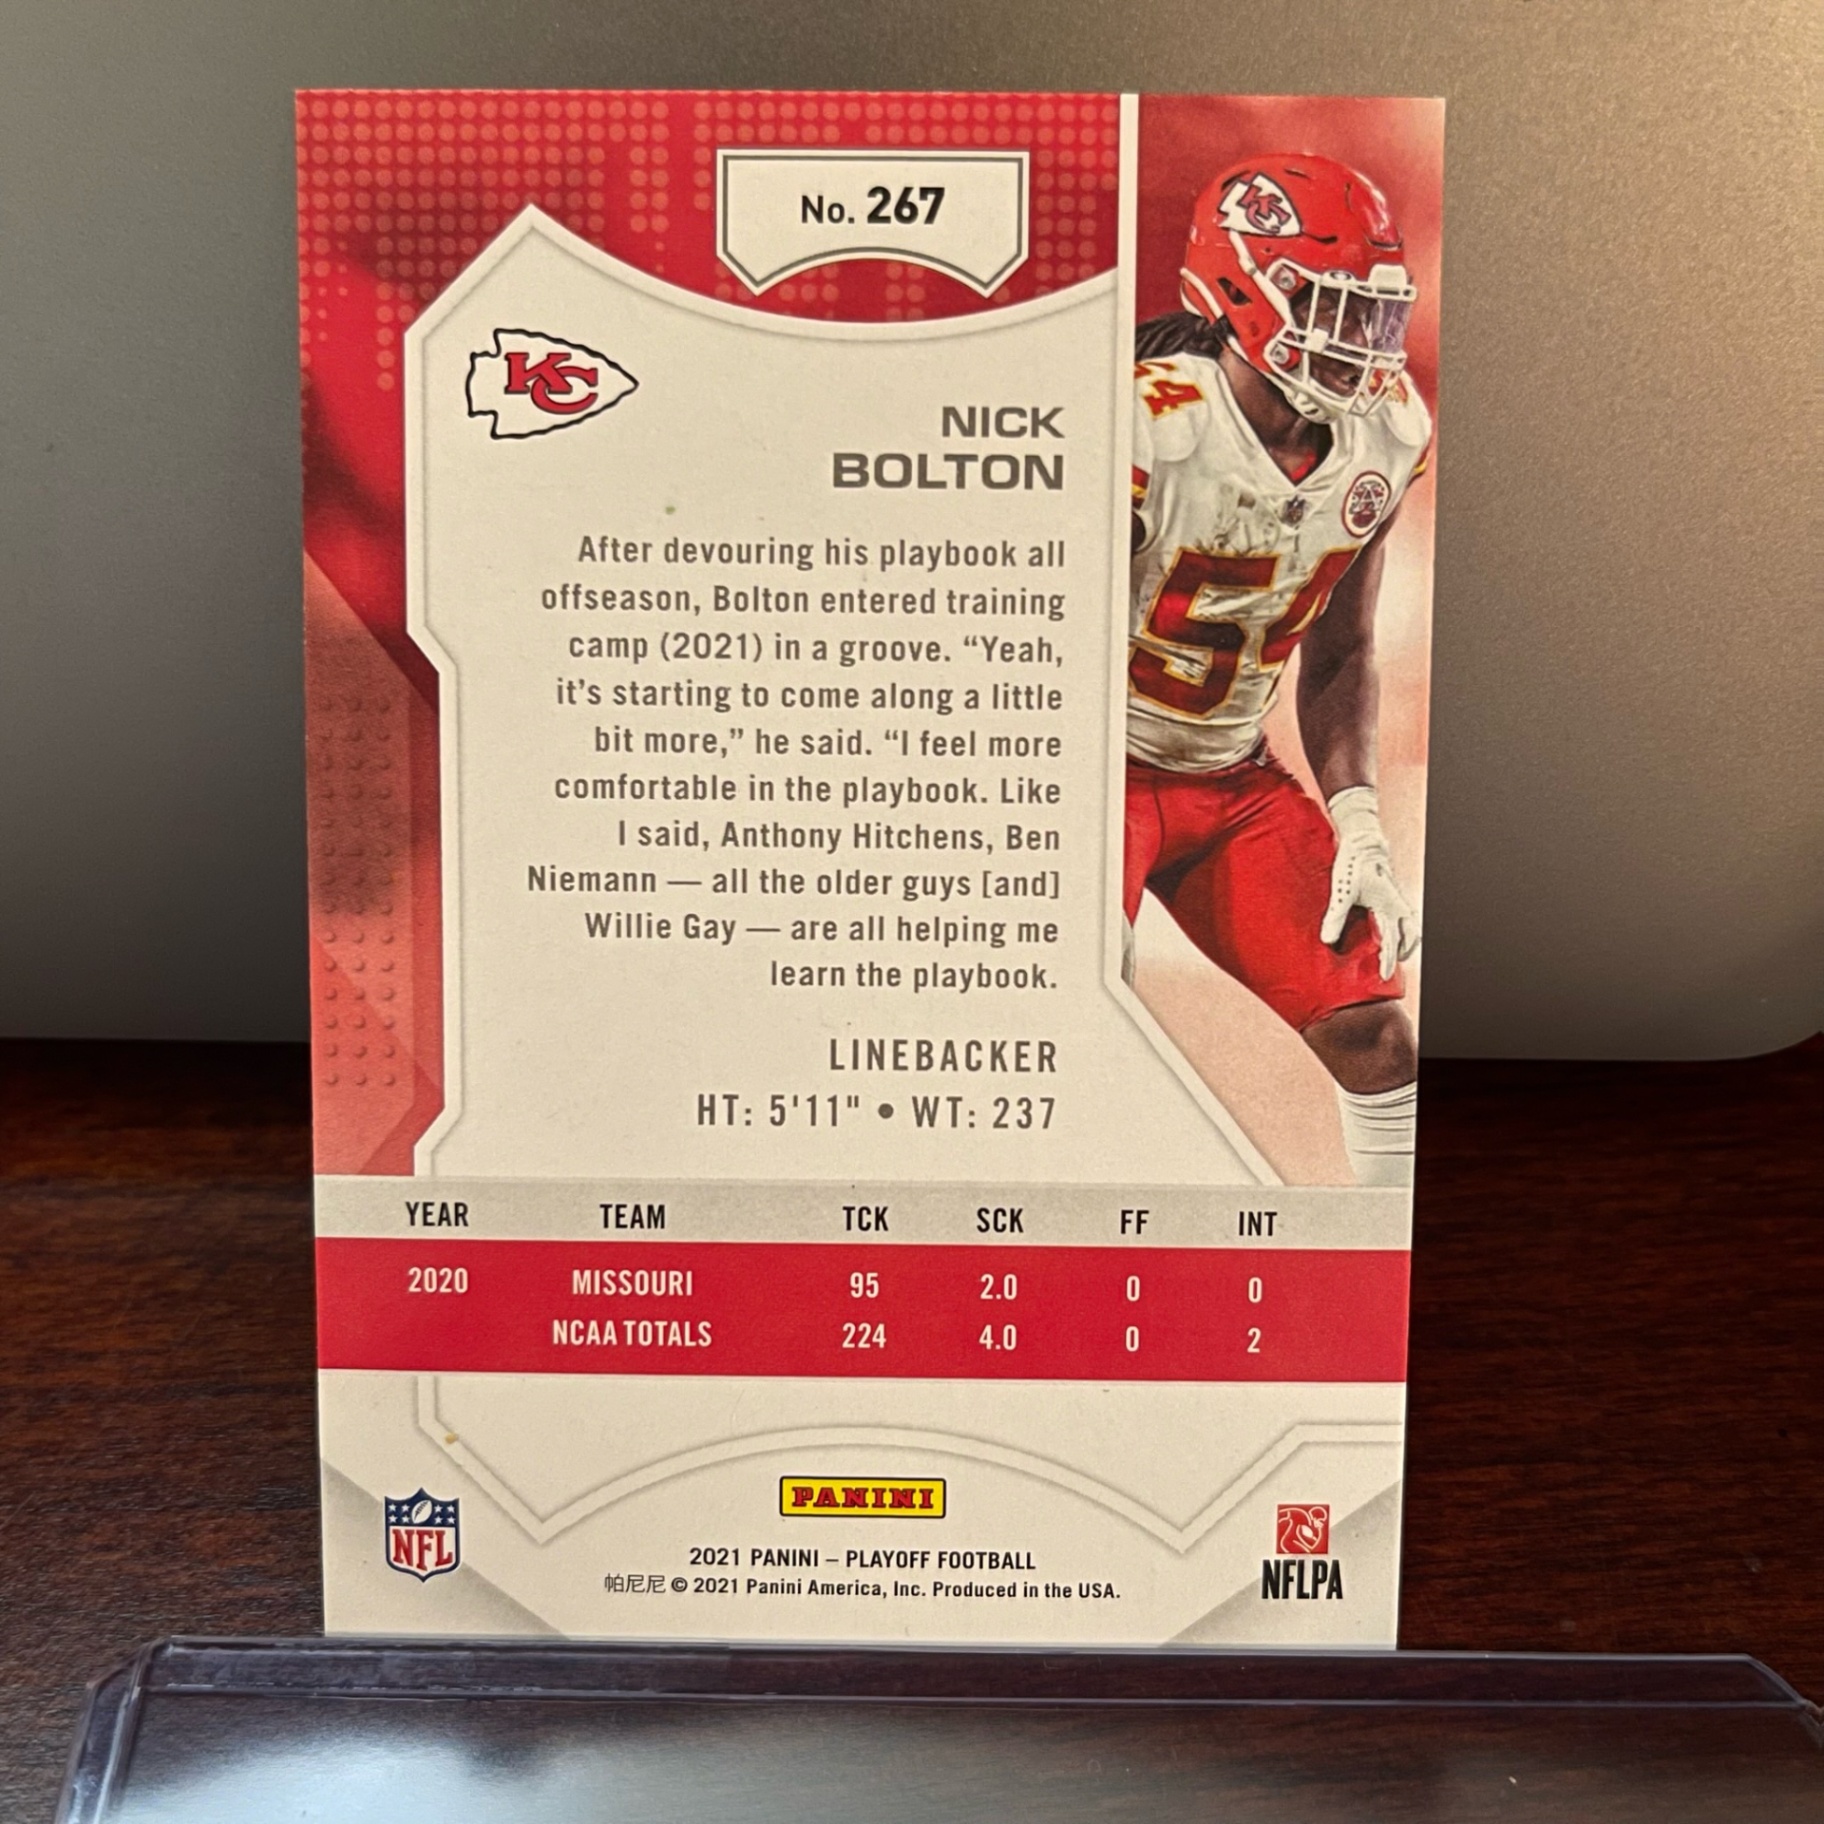 No. 267
KC
NICK
BOLTON
After devouring his playbook all
offseason, Bolton entered training
camp (2021) in a groove. “Yeah,
it’s starting to come along a little
bit more,” he said. “I feel more
comfortable in the playbook. Like
I said, Anthony Hitchens, Ben
Niemann — all the older guys [and]
Willie Gay — are all helping me
learn the playbook.
LINEBACKER
HT: 5'11" • WT: 237
KC
54
54
YEAR TEAM TCK SCK FF INT
2020 MISSOURI 95 2.0 0 0
NCAA TOTALS 224 4.0 0 2
PANINI
NFL
2021 PANINI – PLAYOFF FOOTBALL
帕尼尼 © 2021 Panini America, Inc. Produced in the USA.
NFLPA